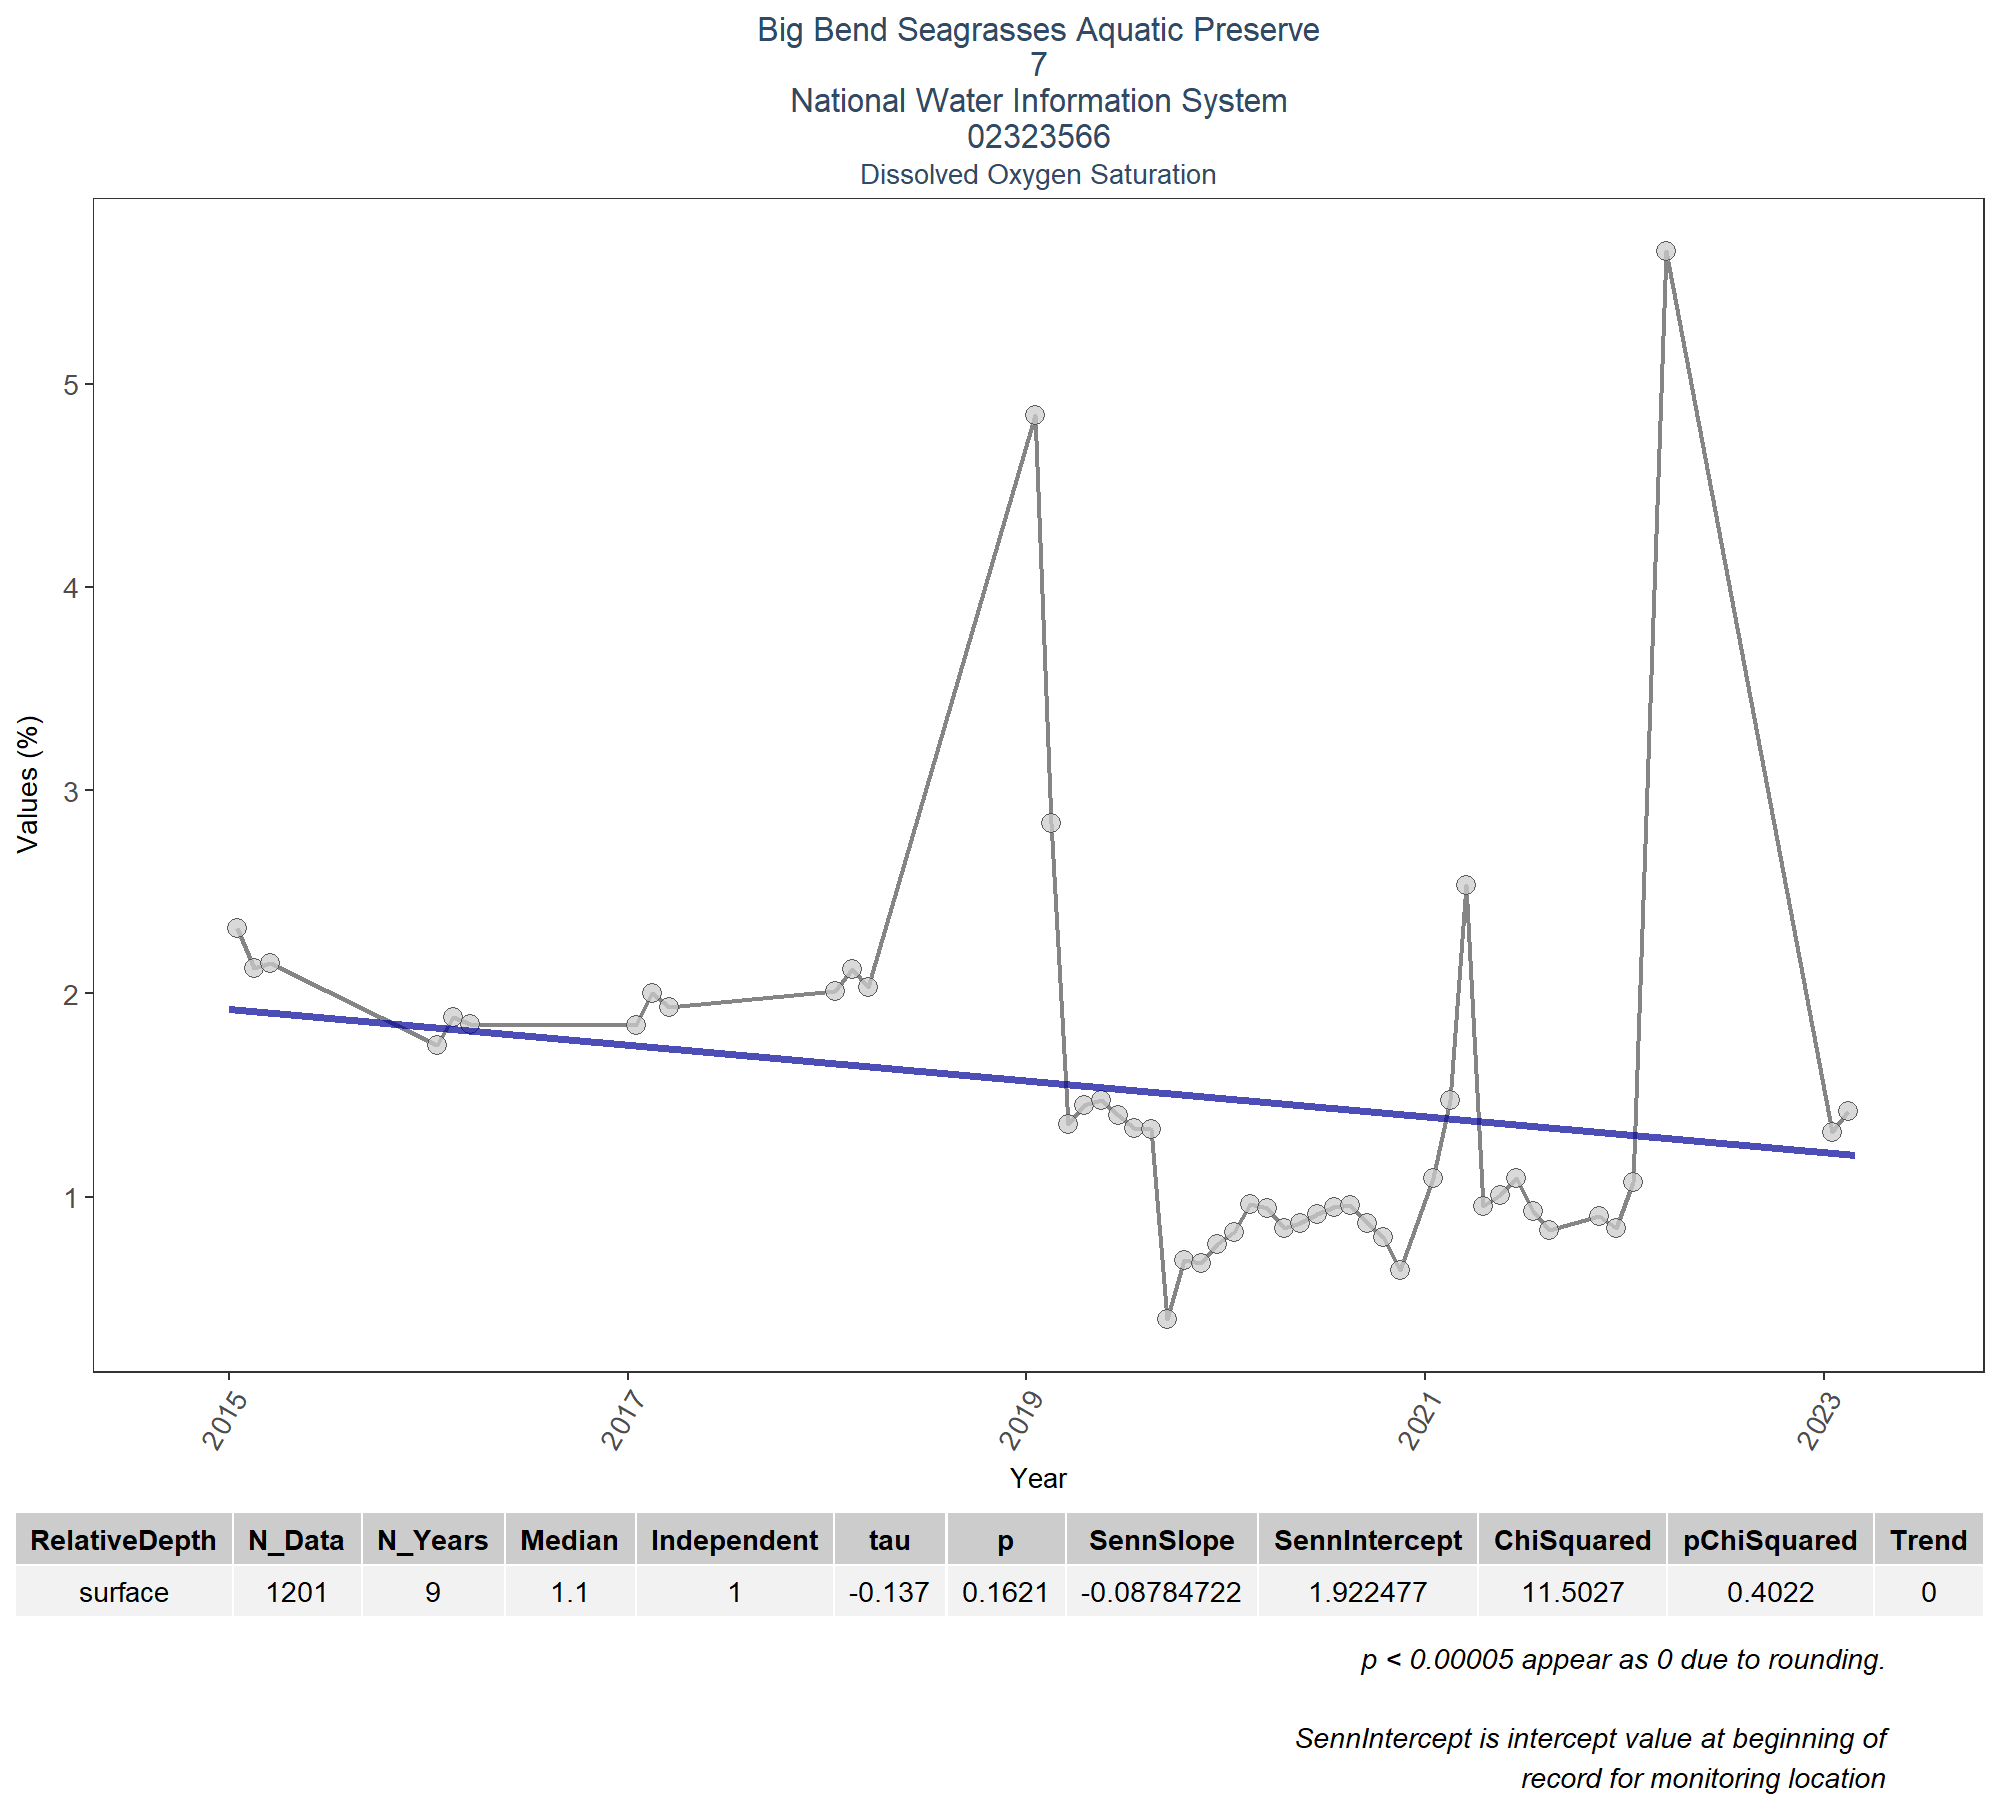 Big Bend Seagrasses Aquatic Preserve
7
National Water Information System
02323566
Dissolved Oxygen Saturation
Values (%)
5
4
3
2
1
2015 2017 2019 2021 2023
Year
RelativeDepth N_Data N_Years Median Independent tau p SennSlope SennIntercept ChiSquared pChiSquared Trend
surface 1201 9 1.1 1 -0.137 0.1621 -0.08784722 1.922477 11.5027 0.4022 0
p < 0.00005 appear as 0 due to rounding.
SennIntercept is intercept value at beginning of
record for monitoring location